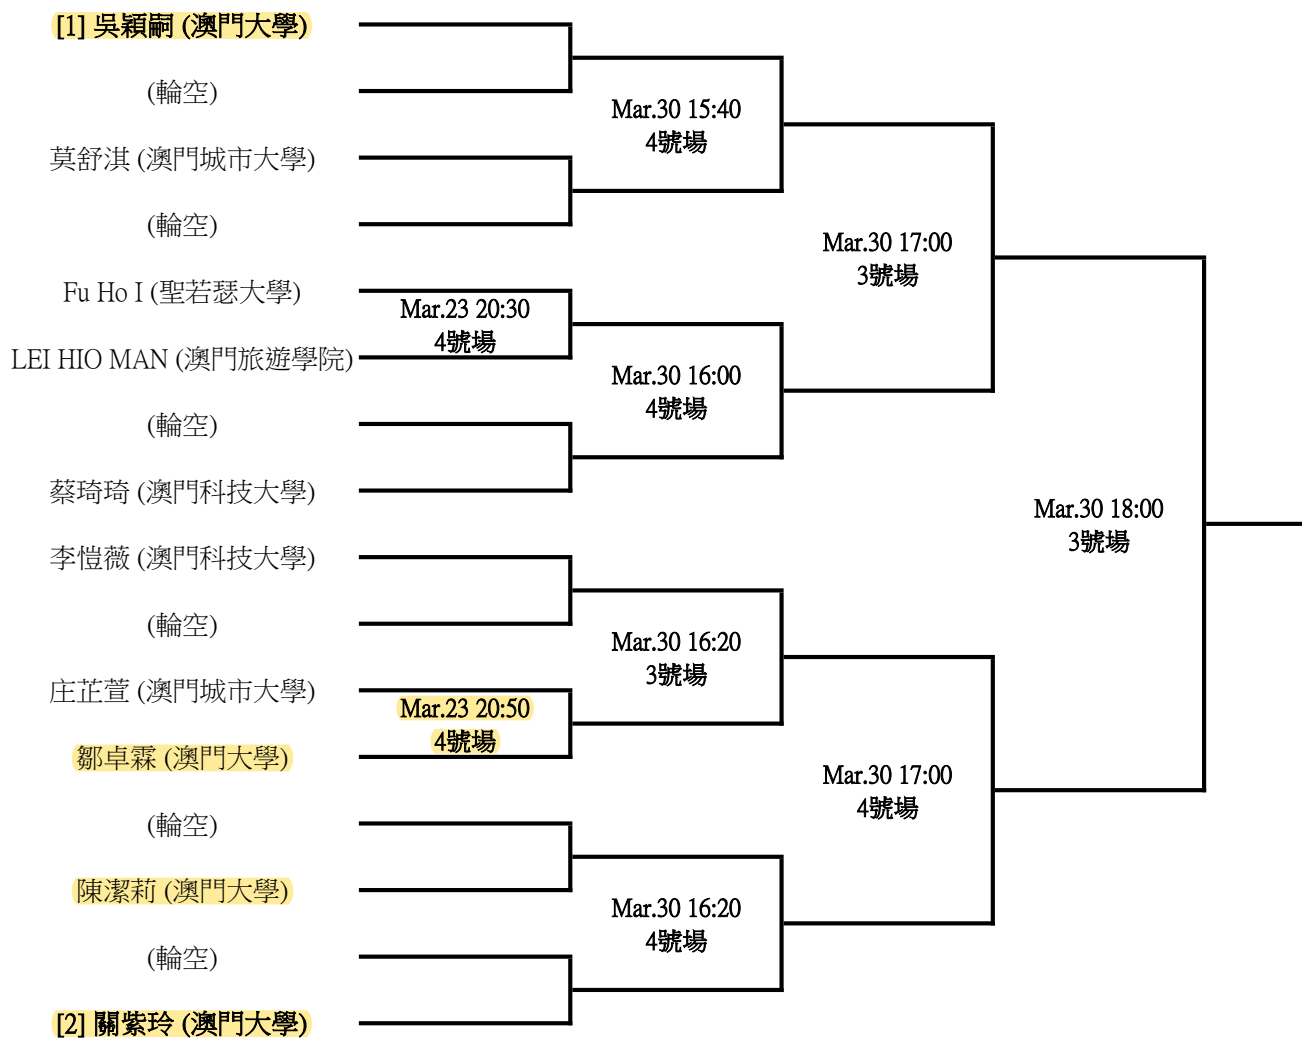 [1] 吳穎嗣 (澳門大學)
(輪空)
Mar.30 15:40
4號場
莫舒淇 (澳門城市大學)
(輪空)
Mar.30 17:00
3號場
Fu Ho I (聖若瑟大學)
Mar.23 20:30
4號場
LEI HIO MAN (澳門旅遊學院)
Mar.30 16:00
4號場
(輪空)
蔡琦琦 (澳門科技大學)
Mar.30 18:00
3號場
李愷薇 (澳門科技大學)
(輪空)
Mar.30 16:20
3號場
庄芷萱 (澳門城市大學)
Mar.23 20:50
4號場
鄒卓霖 (澳門大學)
Mar.30 17:00
4號場
(輪空)
陳潔莉 (澳門大學)
Mar.30 16:20
4號場
(輪空)
[2] 關紫玲 (澳門大學)